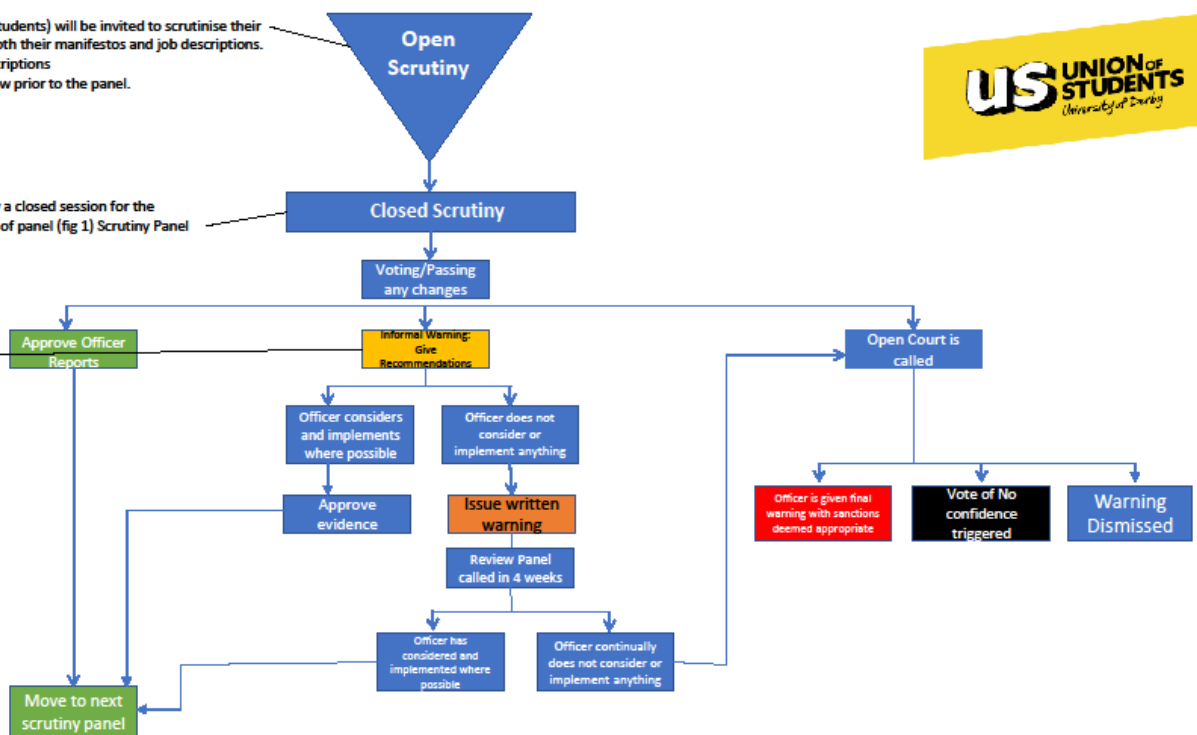 tudents) will be invited to scrutinise their
oth their manifestos and job descriptions.
criptions
w prior to the panel.
Open
Scrutiny
US UNION OF
STUDENTS
University of Derby
a closed session for the
of panel (fig 1) Scrutiny Panel
Closed Scrutiny
Voting/Passing
any changes
Approve Officer
Reports
Informal Warning:
Give
Recommendations
Open Court is
called
Officer considers
and implements
where possible
Officer does not
consider or
implement anything
Approve
evidence
Issue written
warning
Officer is given final
warning with sanctions
deemed appropriate
Vote of No
confidence
triggered
Warning
Dismissed
Review Panel
called in 4 weeks
Officer has
considered and
implemented where
possible
Officer continually
does not consider or
implement anything
Move to next
scrutiny panel